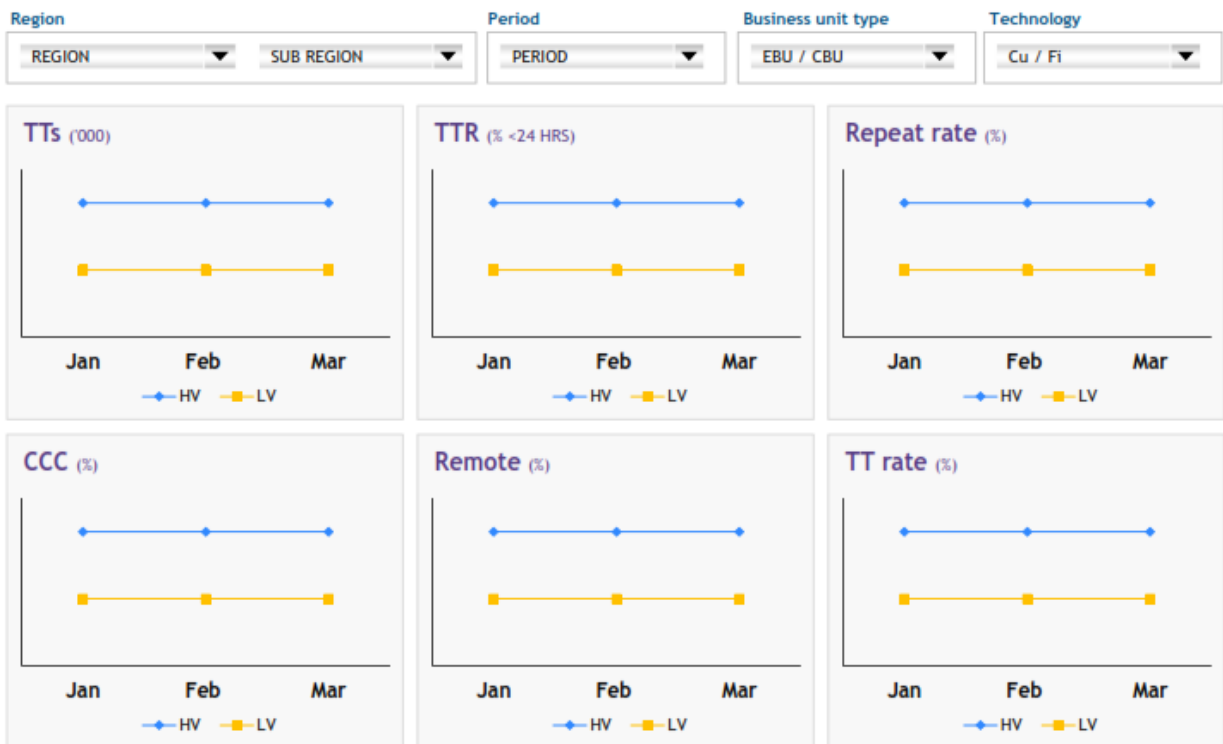 Region Period Business unit type Technology
REGION SUB REGION PERIOD EBU / CBU Cu / Fi
TTs ('000) TTR (% <24 HRS) Repeat rate (%)
Jan Feb Mar Jan Feb Mar Jan Feb Mar
HV LV HV LV HV LV
CCC (%) Remote (%) TT rate (%)
Jan Feb Mar Jan Feb Mar Jan Feb Mar
HV LV HV LV HV LV